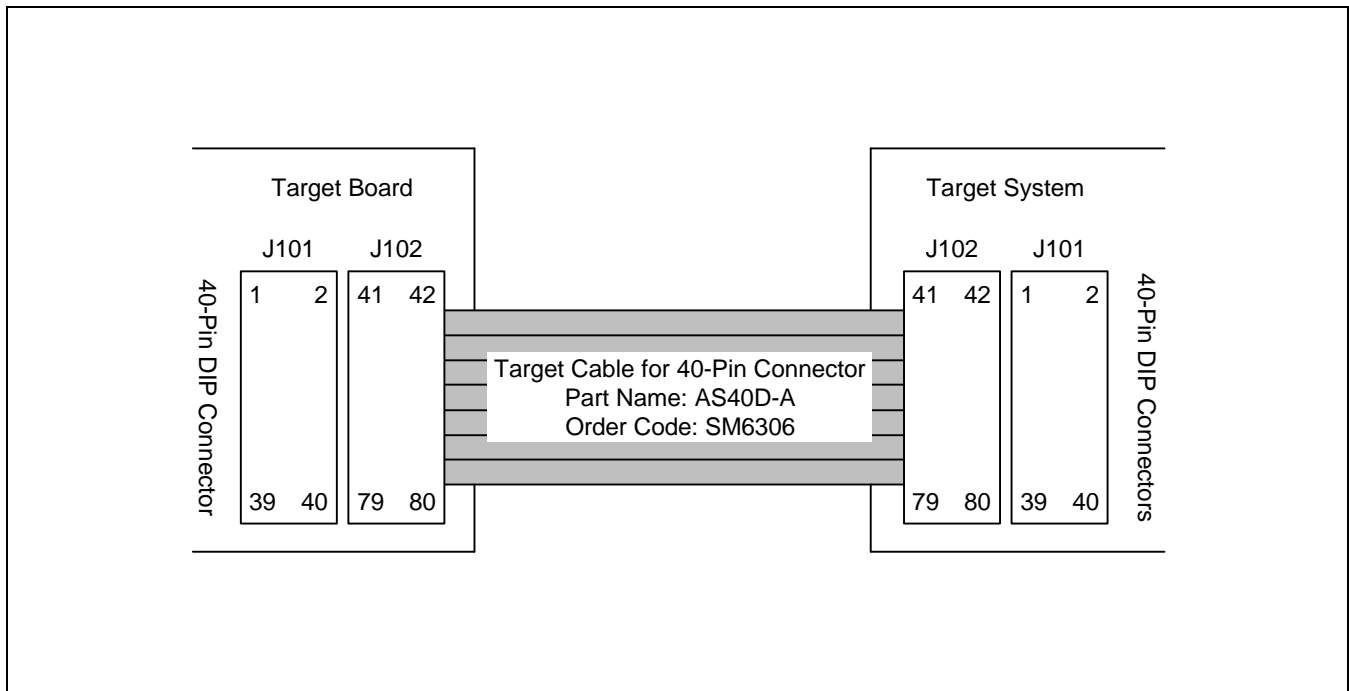 Target Board
J101 J102
1 2 41 42
39 40 79 80
40-Pin DIP Connector
Target Cable for 40-Pin Connector
Part Name: AS40D-A
Order Code: SM6306
Target System
J102 J101
41 42 1 2
79 80 39 40
40-Pin DIP Connectors